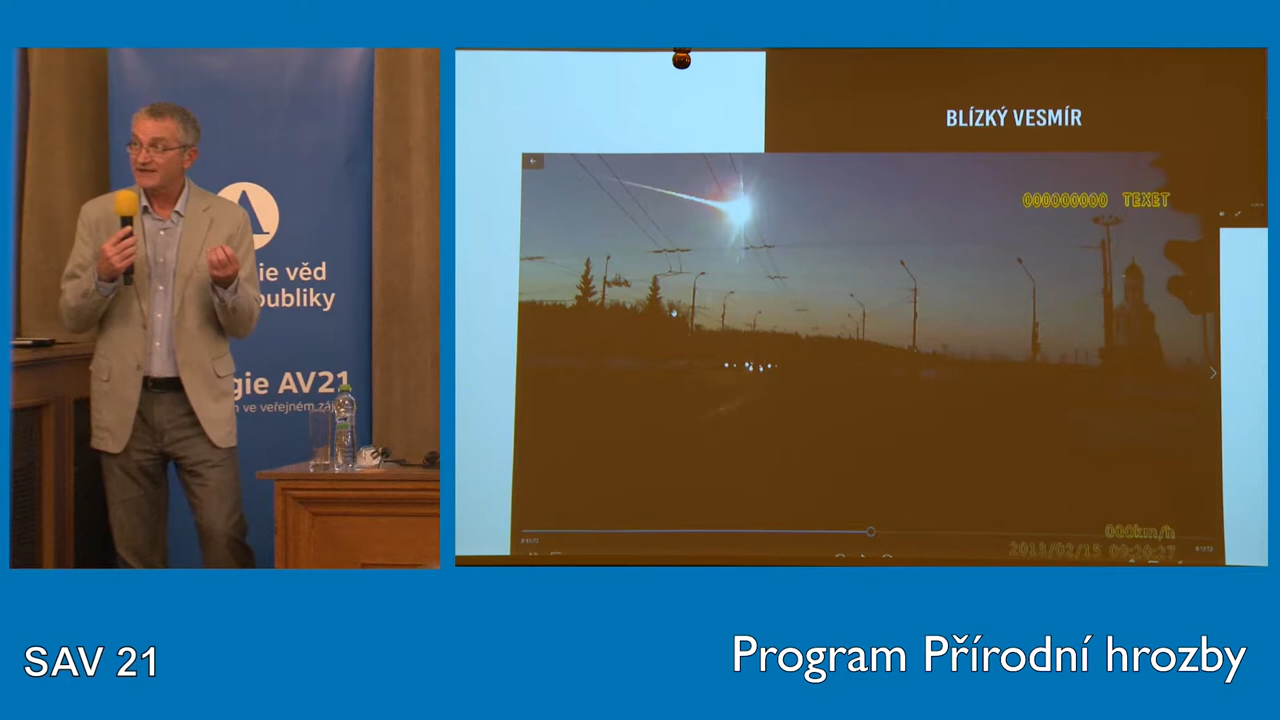 BLÍZKÝ VESMÍR
000000000 TEXET
ie věd
publiky
gie AV21
ve veřejném záj
000km/h
2013/02/15 09:20:27
SAV 21
Program Přírodní hrozby